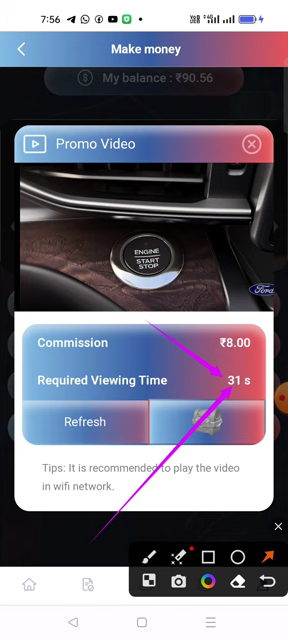 7:56
Make money
My balance : ₹90.56
Promo Video
ENGINE
START
STOP
Ford
Commission ₹8.00
Required Viewing Time 31 s
Refresh
Tips: It is recommended to play the video
in wifi network.